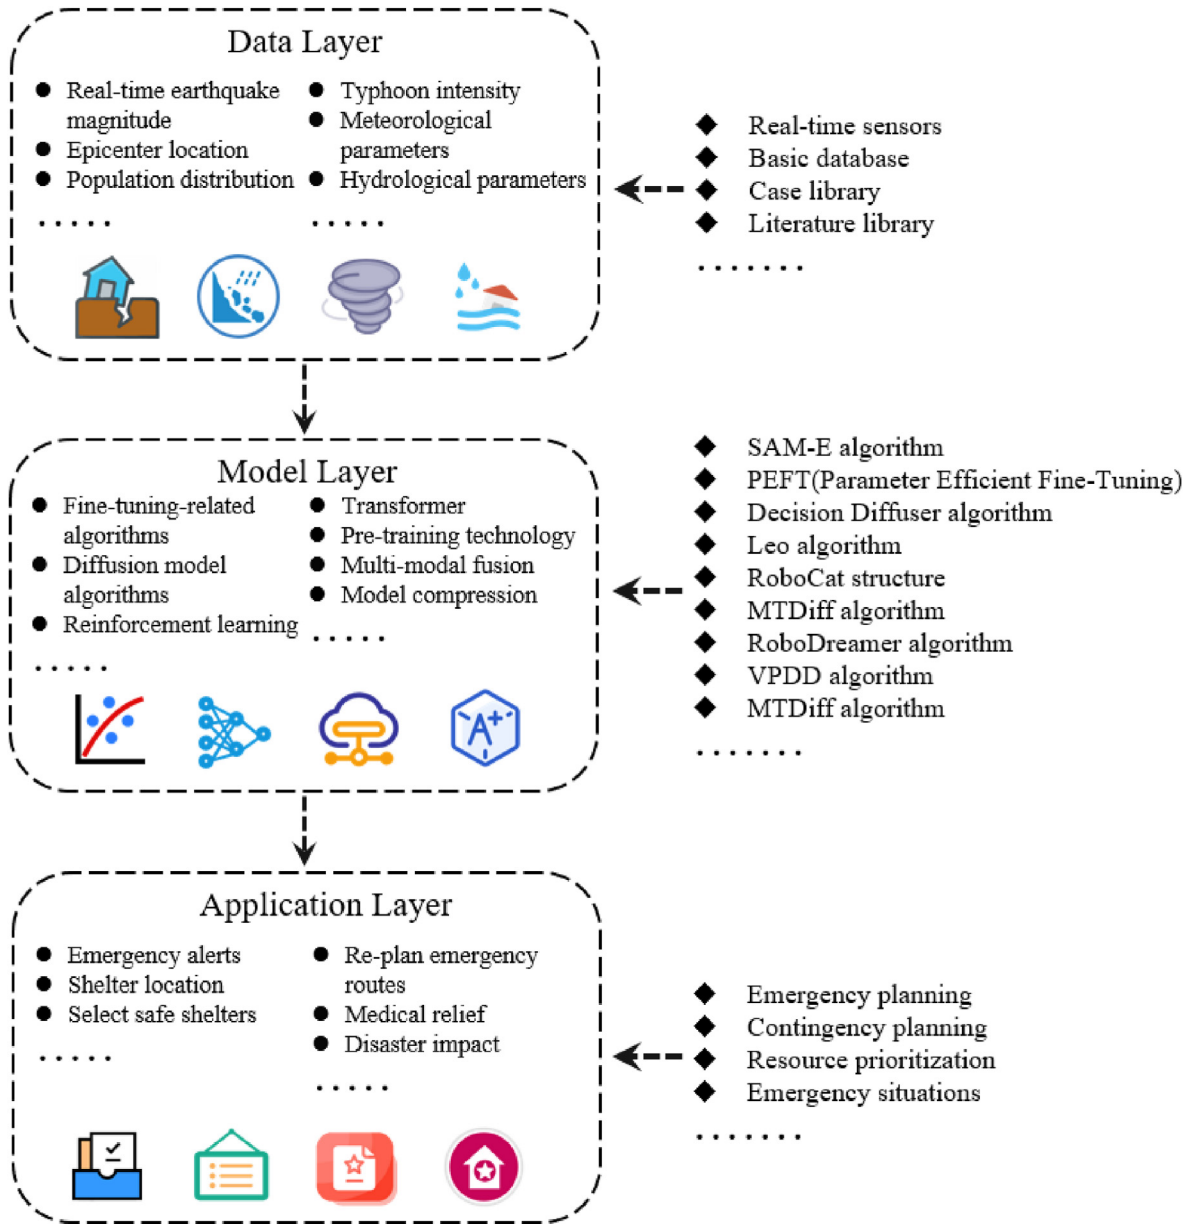 Data Layer
Real-time earthquake
magnitude
Epicenter location
Population distribution
.....
Typhoon intensity
Meteorological
parameters
Hydrological parameters
.....
Real-time sensors
Basic database
Case library
Literature library
.......
Model Layer
Fine-tuning-related
algorithms
Diffusion model
algorithms
Reinforcement learning
.....
Transformer
Pre-training technology
Multi-modal fusion
Model compression
.....
A+
SAM-E algorithm
PEFT(Parameter Efficient Fine-Tuning)
Decision Diffuser algorithm
Leo algorithm
RoboCat structure
MTDiff algorithm
RoboDreamer algorithm
VPDD algorithm
MTDiff algorithm
.......
Application Layer
Emergency alerts
Shelter location
Select safe shelters
.....
Re-plan emergency
routes
Medical relief
Disaster impact
.....
Emergency planning
Contingency planning
Resource prioritization
Emergency situations
.......